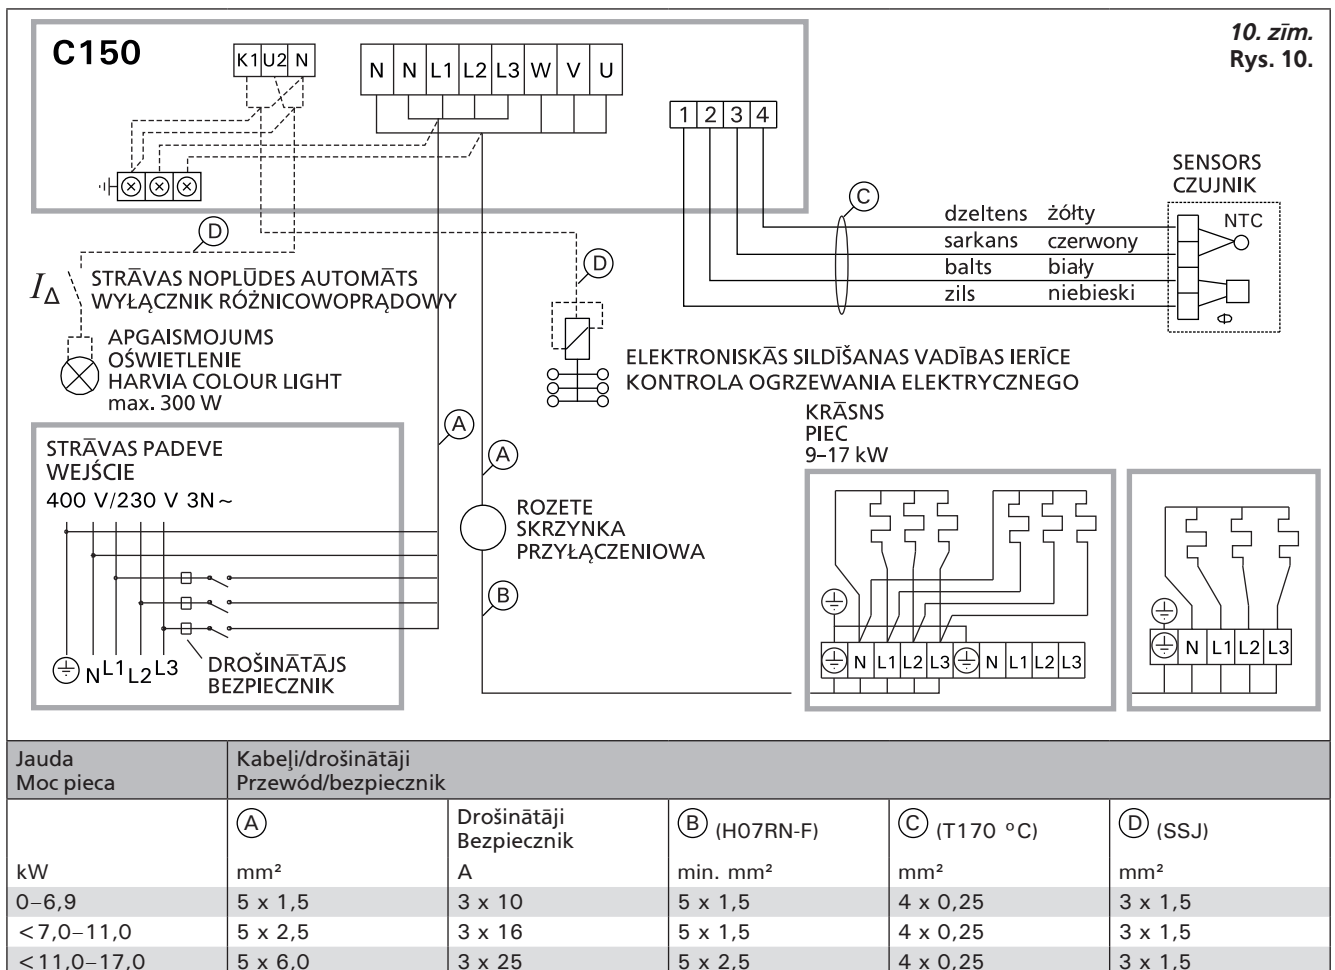 10. zīm.
Rys. 10.
C150
K1 U2 N
N N L1 L2 L3 W V U
1 2 3 4
SENSORS
CZUJNIK
NTC
C
dzeltens żółty
sarkans czerwony
balts biały
zils niebieski
Φ
D
D
I∆
STRĀVAS NOPLŪDES AUTOMĀTS
WYŁĄCZNIK RÓŻNICOWOPRĄDOWY
APGAISMOJUMS
OŚWIETLENIE
HARVIA COLOUR LIGHT
max. 300 W
ELEKTRONISKĀS SILDĪŠANAS VADĪBAS IERĪCE
KONTROLA OGRZEWANIA ELEKTRYCZNEGO
KRĀSNS
PIEC
9–17 kW
A
A
STRĀVAS PADEVE
WEJŚCIE
400 V/230 V 3N~
ROZETE
SKRZYNKA
PRZYŁĄCZENIOWA
B
N L1 L2 L3
DROŠINĀTĀJS
BEZPIECZNIK
N L1 L2 L3 N L1 L2 L3
N L1 L2 L3
Jauda
Moc pieca
Kabeļi/drošinātāji
Przewód/bezpiecznik
A
Drošinātāji
Bezpiecznik
B (H07RN-F)
C (T170 °C)
D (SSJ)
kW mm² A min. mm² mm² mm²
0–6,9 5 x 1,5 3 x 10 5 x 1,5 4 x 0,25 3 x 1,5
<7,0–11,0 5 x 2,5 3 x 16 5 x 1,5 4 x 0,25 3 x 1,5
<11,0–17,0 5 x 6,0 3 x 25 5 x 2,5 4 x 0,25 3 x 1,5